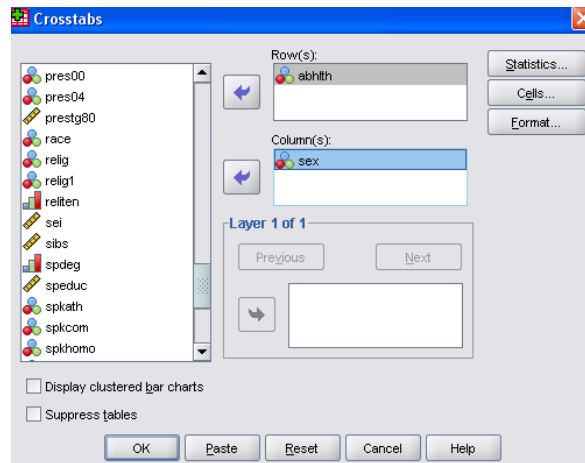 Crosstabs
pres00
pres04
prestg80
race
relig
relig1
reliten
sei
sibs
spdeg
speduc
spkath
spkcom
spkhomo
Row(s):
abhlth
Column(s):
sex
Layer 1 of 1
Previous
Next
Statistics...
Cells...
Format...
Display clustered bar charts
Suppress tables
OK Paste Reset Cancel Help